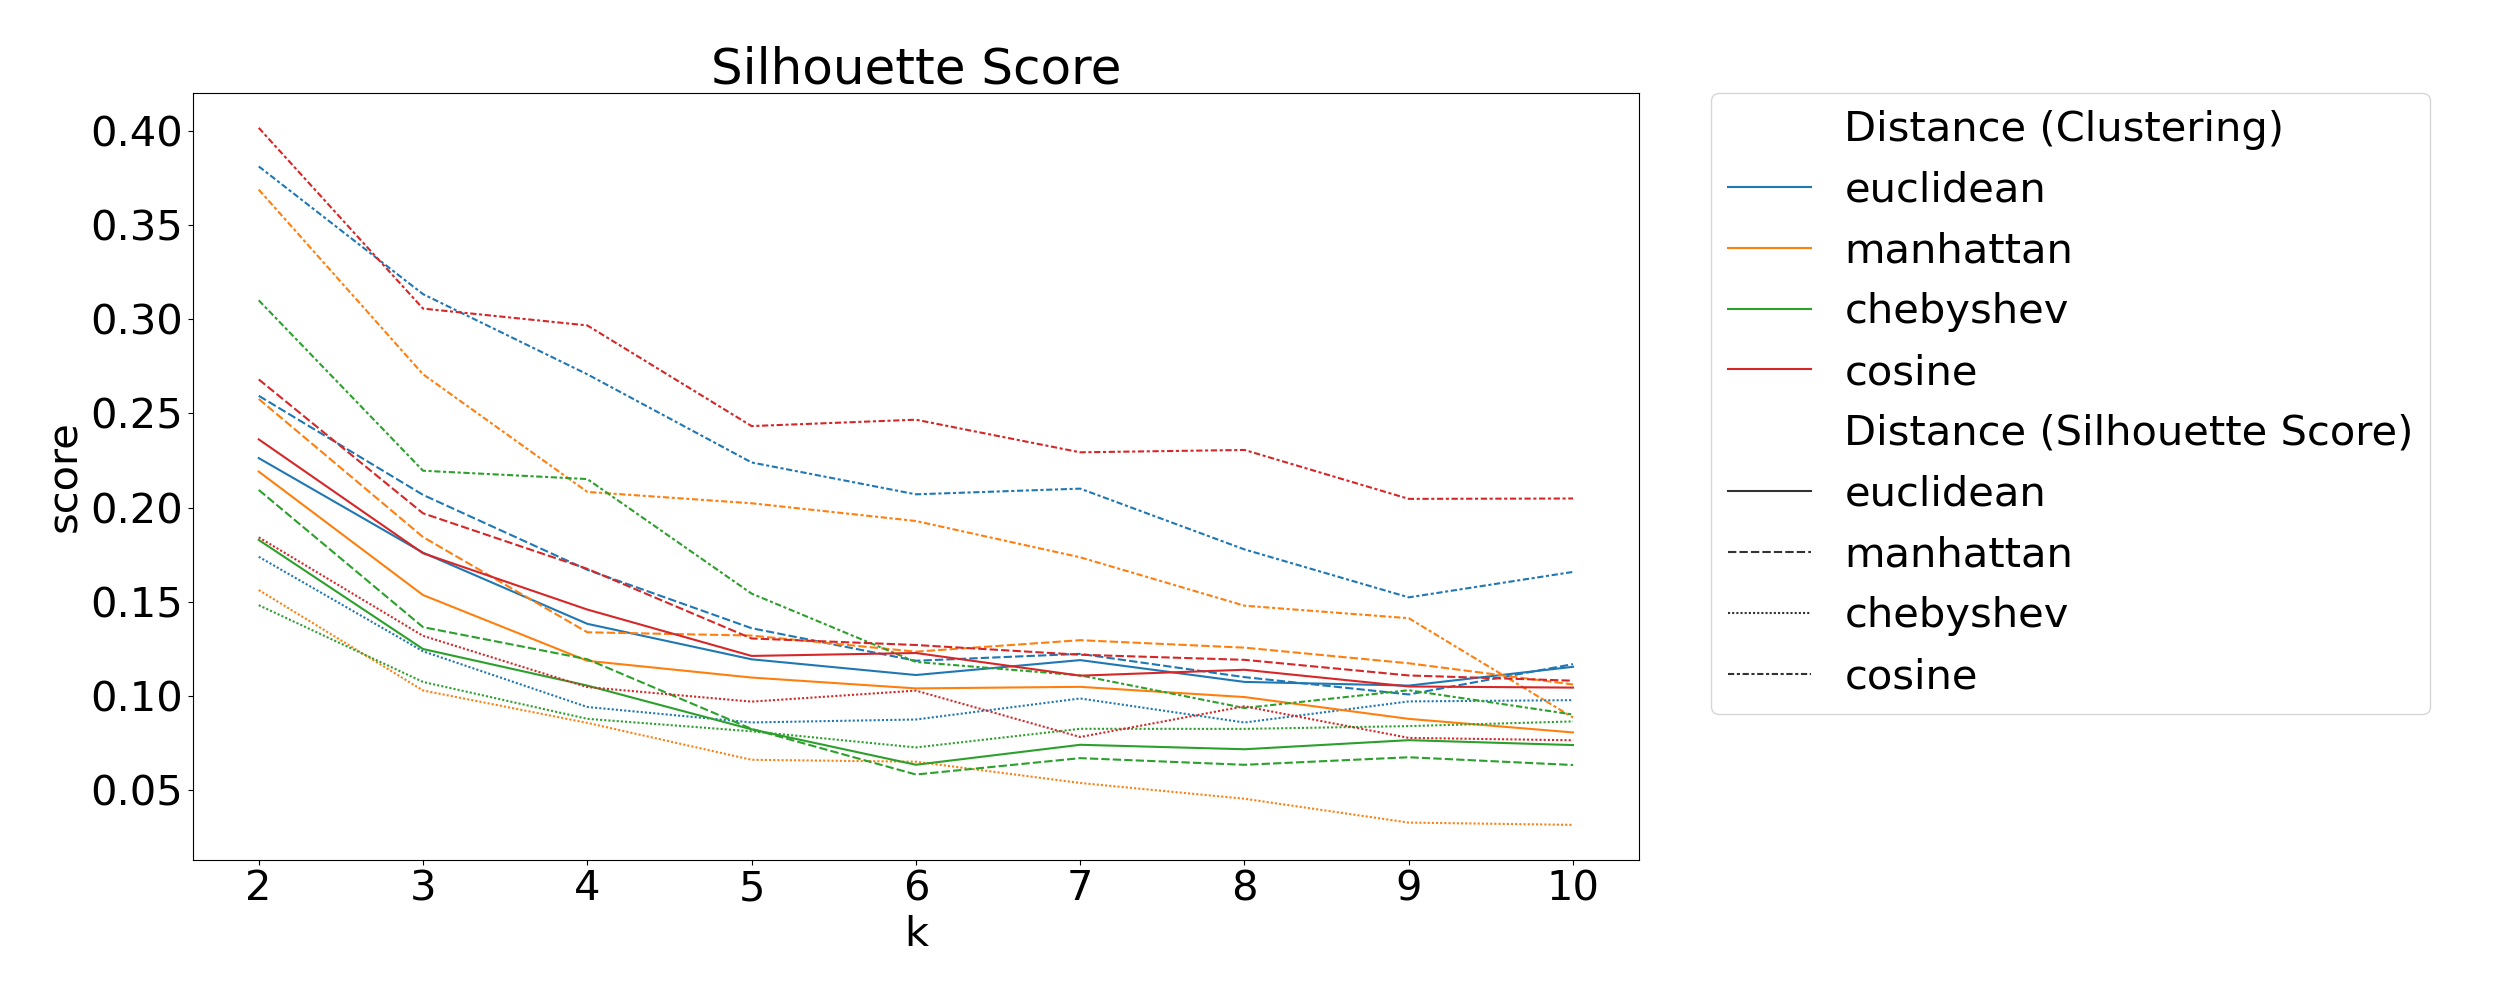 Silhouette Score
score
0.40
0.35
0.30
0.25
0.20
0.15
0.10
0.05
2 3 4 5 6 7 8 9 10
k
Distance (Clustering)
euclidean
manhattan
chebyshev
cosine
Distance (Silhouette Score)
euclidean
manhattan
chebyshev
cosine